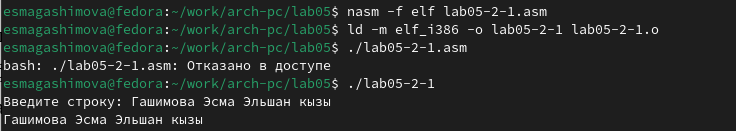 esmagashimova@fedora:~/work/arch-pc/lab05$ nasm -f elf lab05-2-1.asm
esmagashimova@fedora:~/work/arch-pc/lab05$ ld -m elf_i386 -o lab05-2-1 lab05-2-1.o
esmagashimova@fedora:~/work/arch-pc/lab05$ ./lab05-2-1.asm
bash: ./lab05-2-1.asm: Отказано в доступе
esmagashimova@fedora:~/work/arch-pc/lab05$ ./lab05-2-1
Введите строку: Гашимова Эсма Эльшан кызы
Гашимова Эсма Эльшан кызы